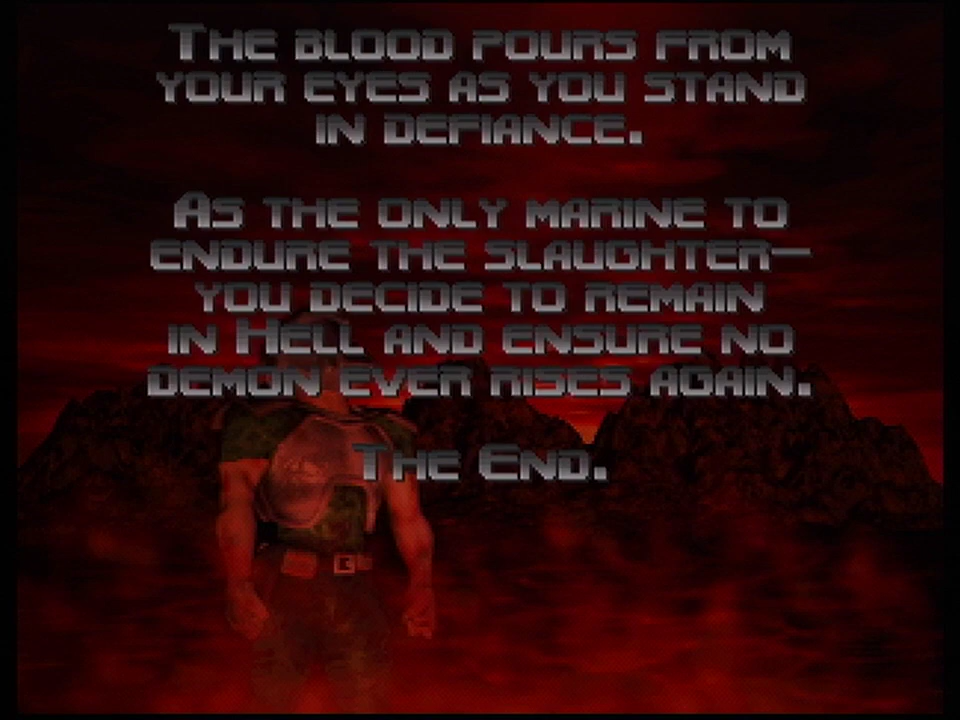 The blood pours from
your eyes as you stand
in defiance.
As the only marine to
endure the slaughter—
you decide to remain
in Hell and ensure no
demon ever rises again.
The End.